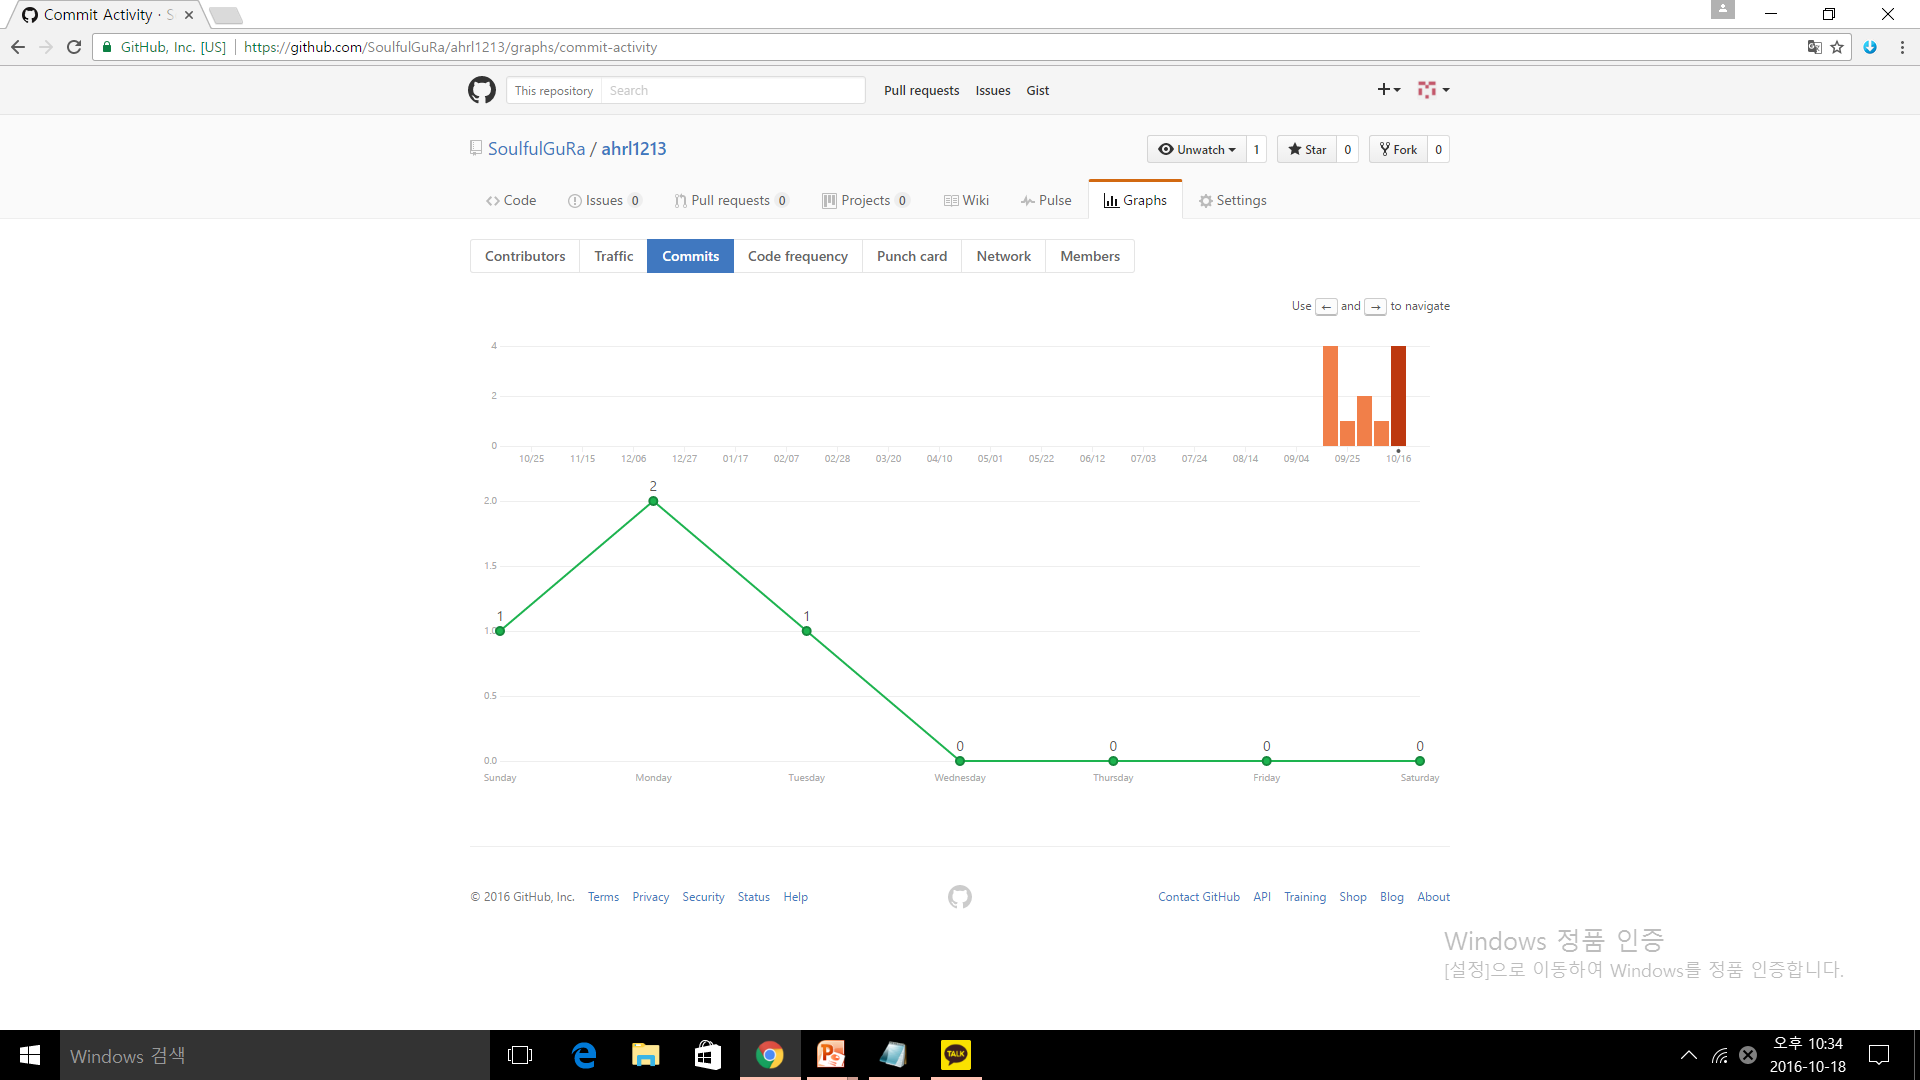 Commit Activity · S
GitHub, Inc. [US] https://github.com/SoulfulGuRa/ahrl1213/graphs/commit-activity
This repository Search Pull requests Issues Gist
SoulfulGuRa / ahrl1213
Unwatch 1 Star 0 Fork 0
Code Issues 0 Pull requests 0 Projects 0 Wiki Pulse Graphs Settings
Contributors Traffic Commits Code frequency Punch card Network Members
Use ← and → to navigate
4
2
0
10/25 11/15 12/06 12/27 01/17 02/07 02/28 03/20 04/10 05/01 05/22 06/12 07/03 07/24 08/14 09/04 09/25 10/16
2
2.0
1.5
1 1
1.0
0.5
0 0 0 0
0.0
Sunday Monday Tuesday Wednesday Thursday Friday Saturday
© 2016 GitHub, Inc. Terms Privacy Security Status Help Contact GitHub API Training Shop Blog About
Windows 정품 인증
[설정]으로 이동하여 Windows를 정품 인증합니다.
Windows 검색
TALK
오후 10:34
2016-10-18